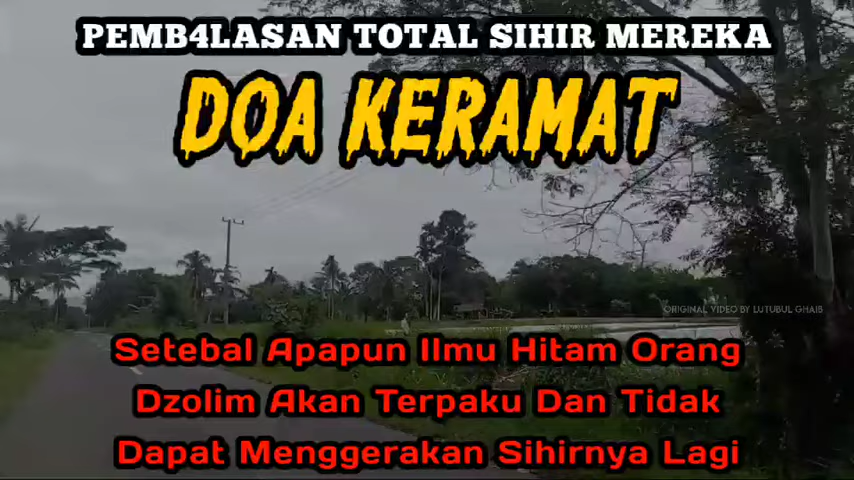 PEMB4LASAN TOTAL SIHIR MEREKA
DOA KERAMAT
ORIGINAL VIDEO BY LUTUBUL GHAIB
Setebal Apapun Ilmu Hitam Orang
Dzolim Akan Terpaku Dan Tidak
Dapat Menggerakan Sihirnya Lagi